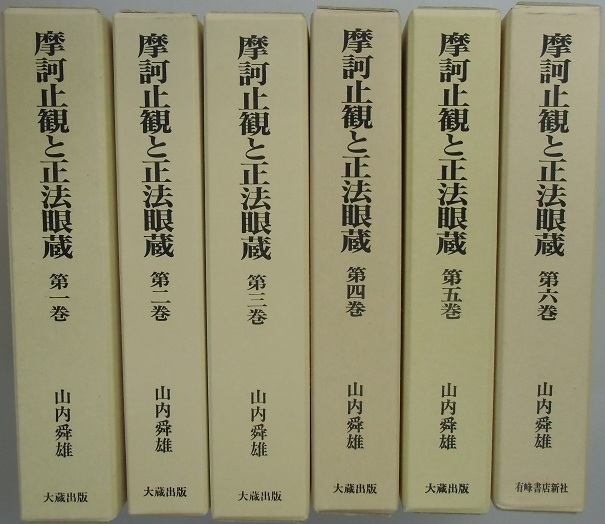 摩訶止観と正法眼蔵 第一巻 山内舜雄 大蔵出版
摩訶止観と正法眼蔵 第二巻 山内舜雄 大蔵出版
摩訶止観と正法眼蔵 第三巻 山内舜雄 大蔵出版
摩訶止観と正法眼蔵 第四巻 山内舜雄 大蔵出版
摩訶止観と正法眼蔵 第五巻 山内舜雄 大蔵出版
摩訶止観と正法眼蔵 第六巻 山内舜雄 有峰書店新社